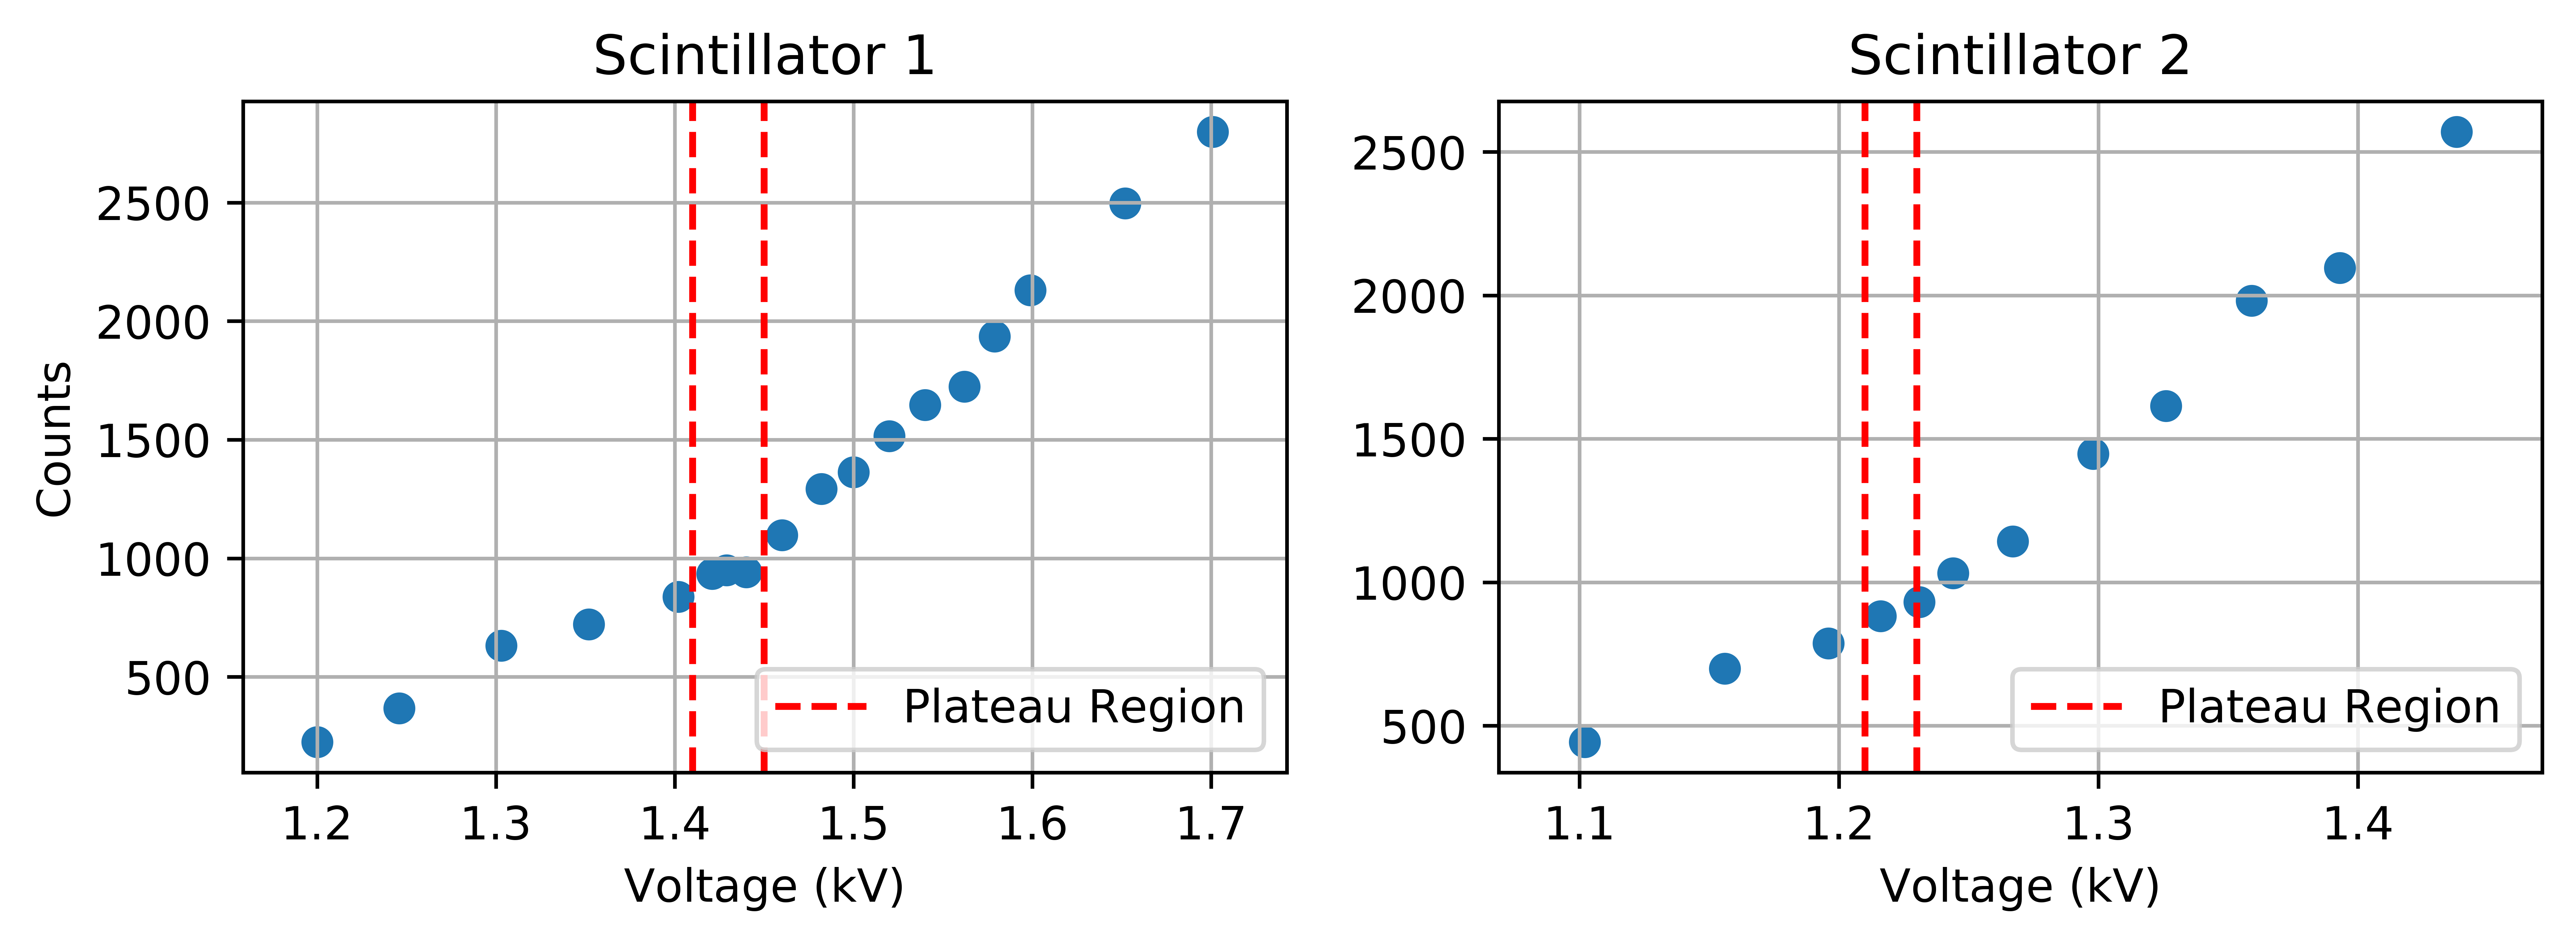 Scintillator 1
Counts
2500
2000
1500
1000
500
1.2 1.3 1.4 1.5 1.6 1.7
Voltage (kV)
Plateau Region
Scintillator 2
2500
2000
1500
1000
500
1.1 1.2 1.3 1.4
Voltage (kV)
Plateau Region